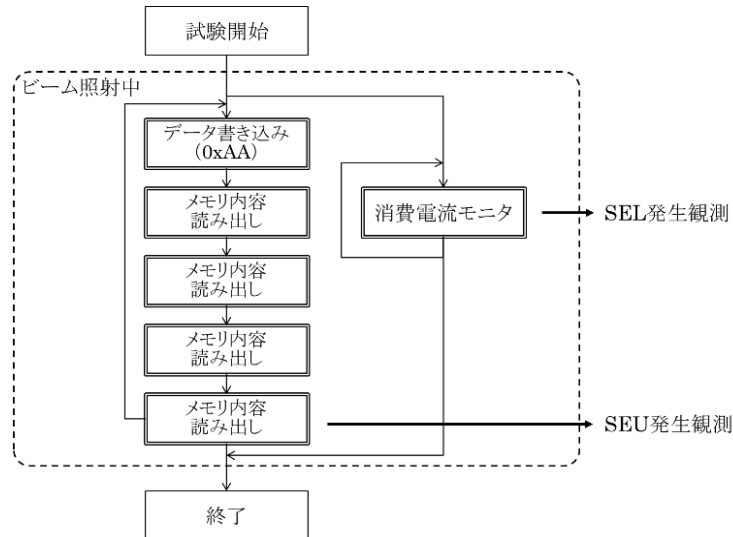 試験開始
ビーム照射中
データ書き込み
(0xAA)
メモリ内容
読み出し
メモリ内容
読み出し
メモリ内容
読み出し
メモリ内容
読み出し
消費電流モニタ
SEL発生観測
SEU発生観測
終了